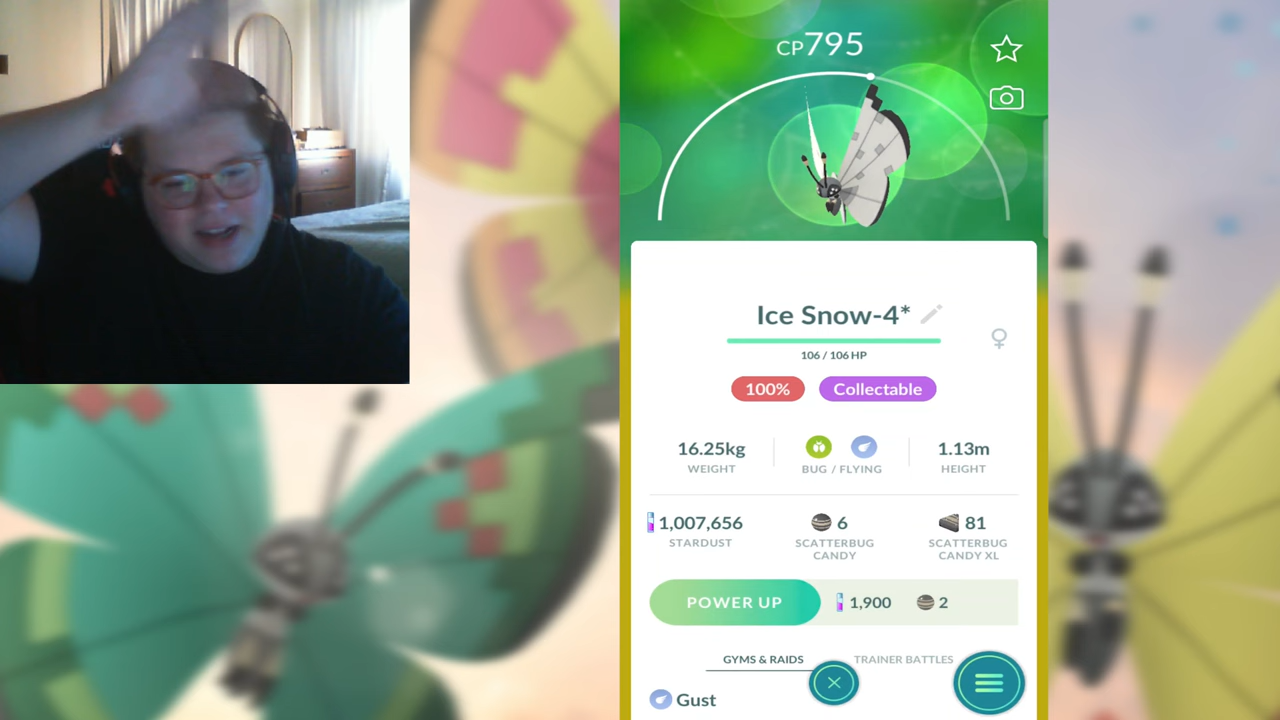 CP795
Ice Snow-4*
106 / 106 HP
100% Collectable
16.25kg
WEIGHT
BUG / FLYING
1.13m
HEIGHT
1,007,656
STARDUST
6
SCATTERBUG
CANDY
81
SCATTERBUG
CANDY XL
POWER UP 1,900 2
GYMS & RAIDS TRAINER BATTLES
Gust